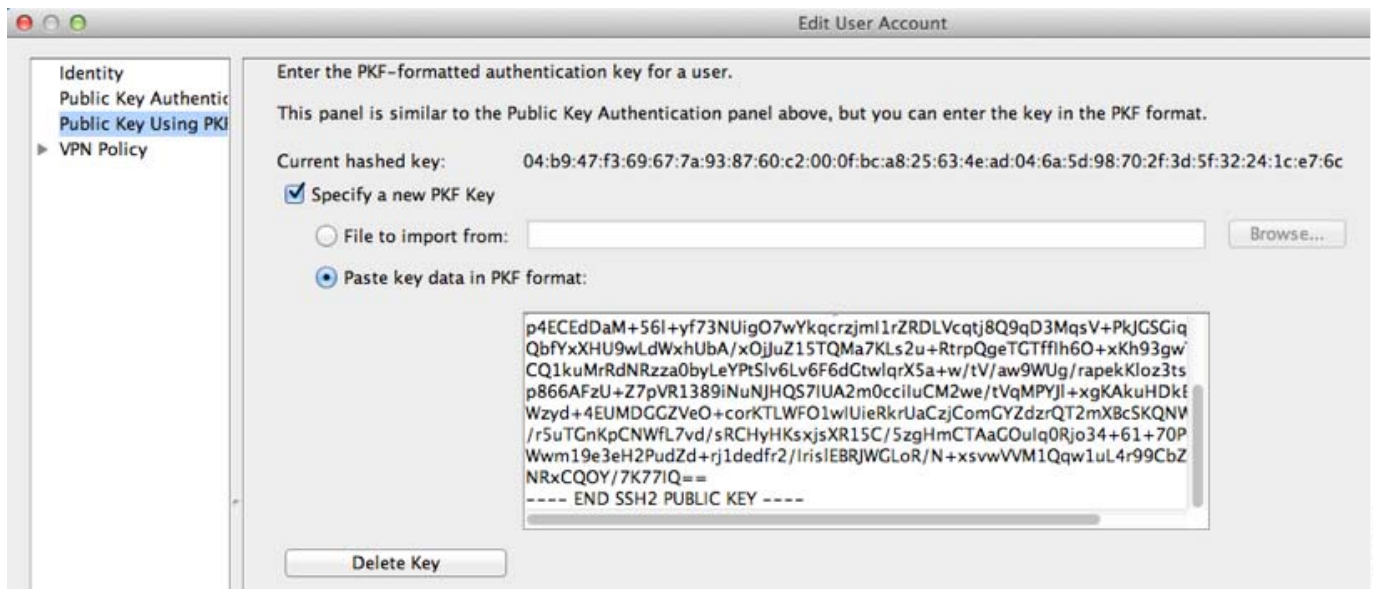 Edit User Account
Identity
Public Key Authentic
Public Key Using PKI
VPN Policy
Enter the PKF-formatted authentication key for a user.
This panel is similar to the Public Key Authentication panel above, but you can enter the key in the PKF format.
Current hashed key: 04:b9:47:f3:69:67:7a:93:87:60:c2:00:0f:bc:a8:25:63:4e:ad:04:6a:5d:98:70:2f:3d:5f:32:24:1c:e7:6c
Specify a new PKF Key
File to import from: Browse...
Paste key data in PKF format:
p4ECEdDaM+56l+yf73NUigO7wYkqcrzjmI1rZRDLVcqtj8Q9qD3MqsV+PkJGSGiq
QbfYxXHU9wLdWxhUbA/xOjJuZ15TQMa7KLs2u+RtrpQgeTGTfflh6O+xKh93gw
CQ1kuMrRdNRzza0byLeYPtSlv6Lv6F6dGtwlqrX5a+w/tV/aw9WUg/rapekKloz3ts
p866AFzU+Z7pVR1389iNuNJHQS7IUA2m0cciluCM2we/tVqMPYJl+xgKAkuHDkE
Wzyd+4EUMDGGZVeO+corKTLWFO1wlUieRkrUaCzjComGYZdzrQT2mXBcSKQNW
/r5uTGnKpCNWfL7vd/sRCHyHKsxjsXR15C/5zgHmCTAaGOulq0Rjo34+61+70P
Wwm19e3eH2PudZd+rj1dedfr2/IrislEBRJWGLoR/N+xsvwVVM1Qqw1uL4r99CbZ
NRxCQOY/7K77IQ==
---- END SSH2 PUBLIC KEY ----
Delete Key